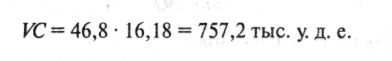 VC = 46,8 · 16,18 = 757,2 тыс. у. д. е.